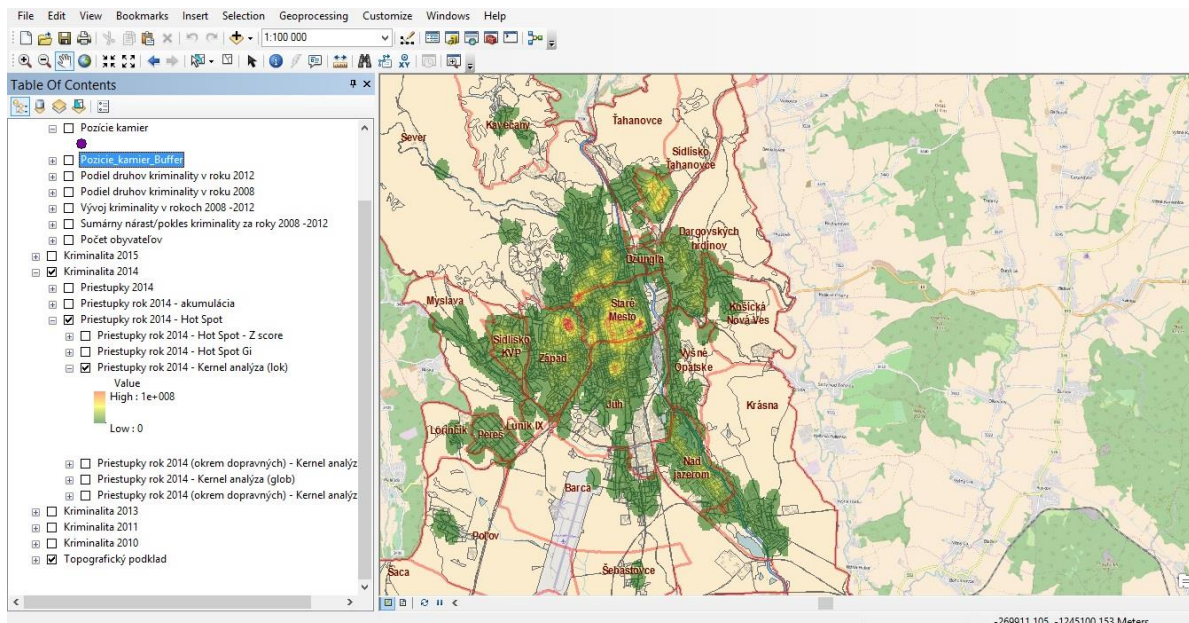 File Edit View Bookmarks Insert Selection Geoprocessing Customize Windows Help
1:100 000
Table Of Contents
Pozície kamier
Pozicie_kamier_Buffer
Podiel druhov kriminality v roku 2012
Podiel druhov kriminality v roku 2008
Vývoj kriminality v rokoch 2008 -2012
Sumárny nárast/pokles kriminality za roky 2008 -2012
Počet obyvateľov
Kriminalita 2015
Kriminalita 2014
Priestupky 2014
Priestupky rok 2014 - akumulácia
Priestupky rok 2014 - Hot Spot
Priestupky rok 2014 - Hot Spot - Z score
Priestupky rok 2014 - Hot Spot Gi
Priestupky rok 2014 - Kernel analýza (lok)
Value
High : 1e+008
Low : 0
Priestupky rok 2014 (okrem dopravných) - Kernel analýz
Priestupky rok 2014 - Kernel analýza (glob)
Priestupky rok 2014 (okrem dopravných) - Kernel analýz
Kriminalita 2013
Kriminalita 2011
Kriminalita 2010
Topografický podklad
Kavečany
Ťahanovce
Sever
Sidlisko
Ťahanovce
Dargovských
hrdinov
Džungľa
Myslava
Staré
Mesto
Košická
Nová Ves
Sidlisko
KVP
Západ
Vyšné
Opátske
Juh
Krásna
Lorinčík
Pereš
Luník IX
Nad
jazerom
Barca
Poľov
Šaca
Šebastovce
-269911,105 -1245100,153 Meters